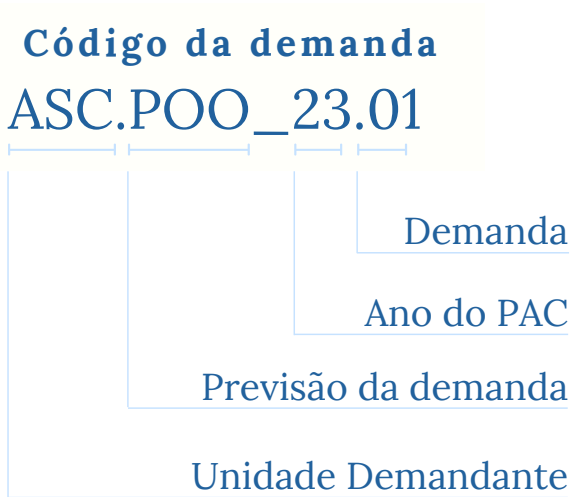 Código da demanda
ASC.POO_23.01
Demanda
Ano do PAC
Previsão da demanda
Unidade Demandante